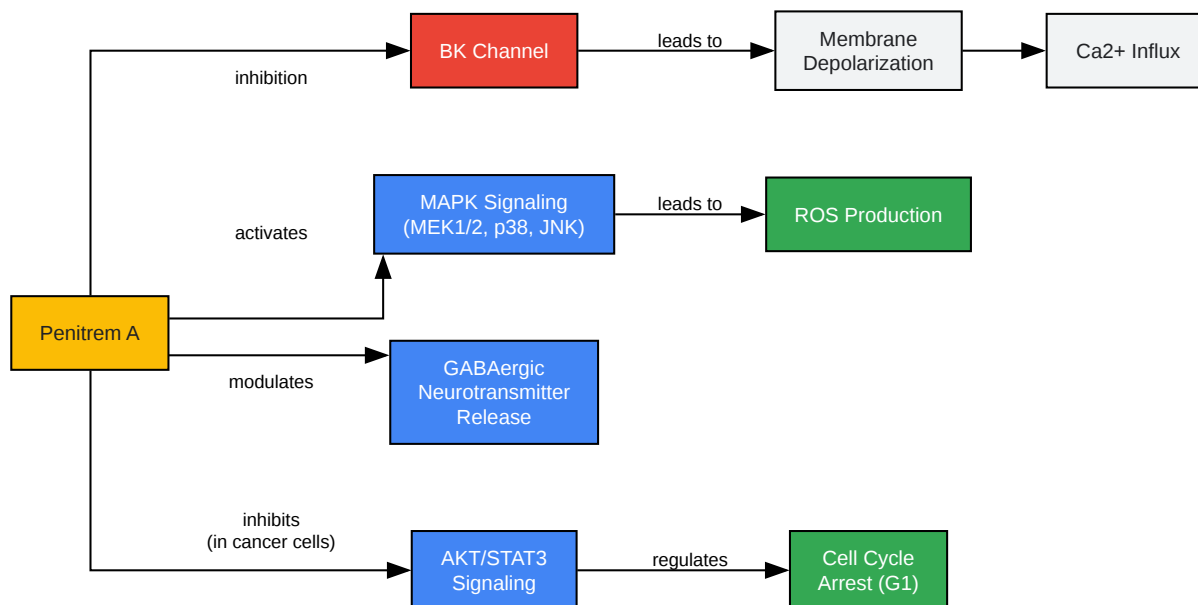 BK Channel
leads to
Membrane
Depolarization
Ca2+ Influx
inhibition
MAPK Signaling
(MEK1/2, p38, JNK)
leads to
ROS Production
activates
Penitrem A
modulates
GABAergic
Neurotransmitter
Release
inhibits
(in cancer cells)
AKT/STAT3
Signaling
regulates
Cell Cycle
Arrest (G1)